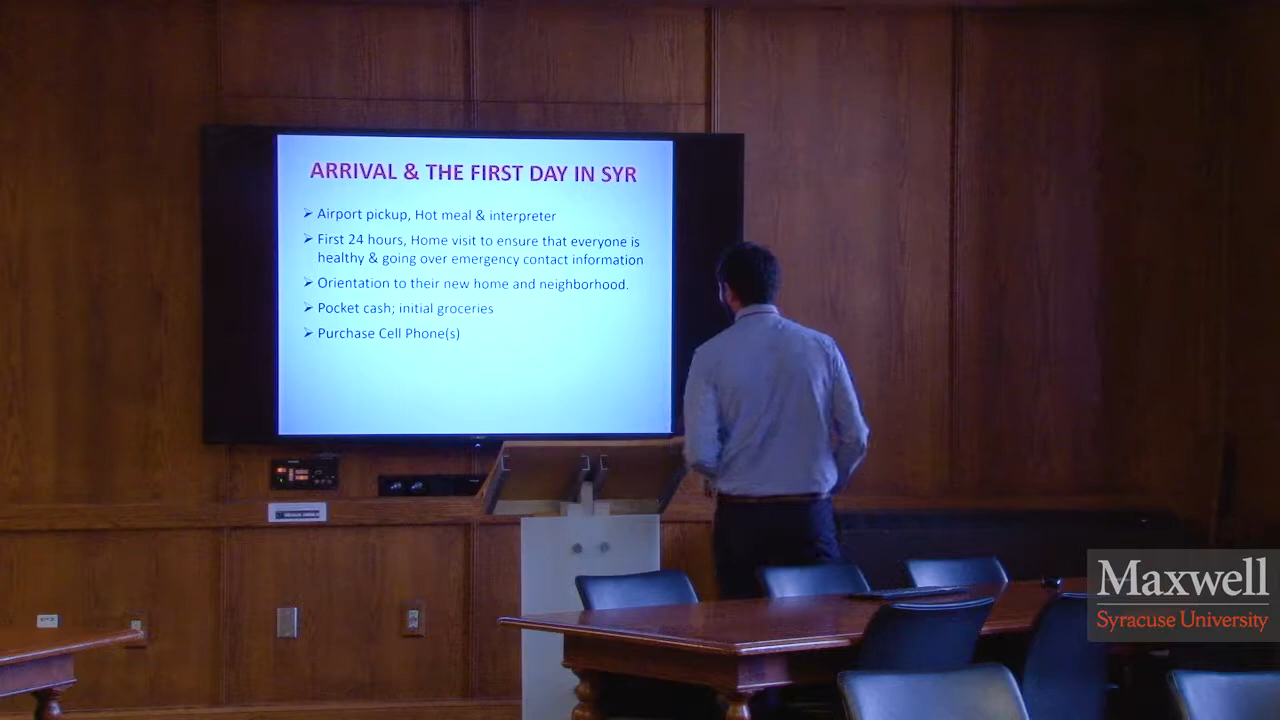 ARRIVAL & THE FIRST DAY IN SYR
➢ Airport pickup, Hot meal & interpreter
➢ First 24 hours, Home visit to ensure that everyone is
healthy & going over emergency contact information
➢ Orientation to their new home and neighborhood.
➢ Pocket cash; initial groceries
➢ Purchase Cell Phone(s)
Maxwell
Syracuse University